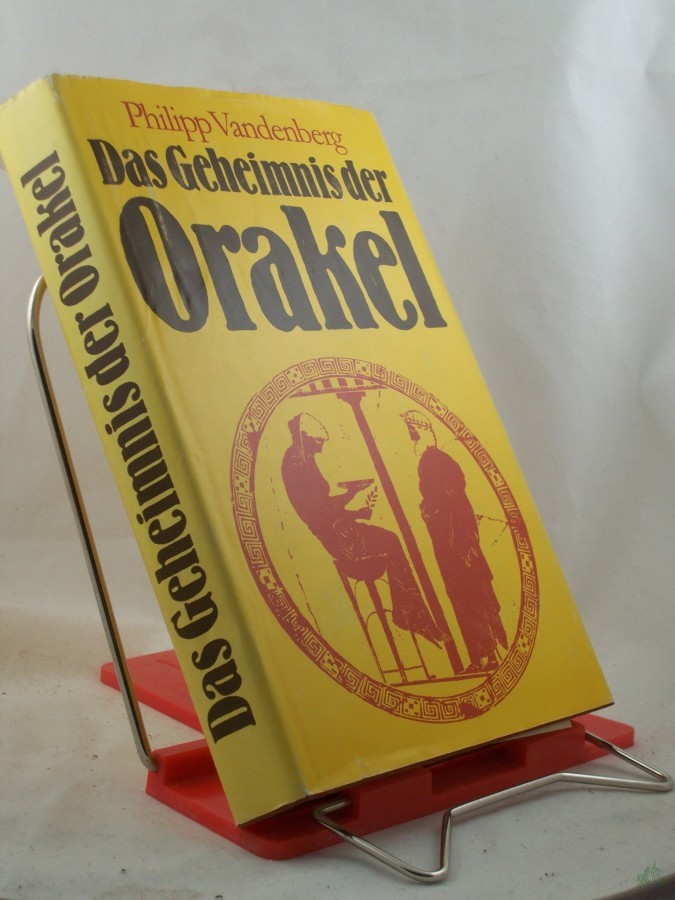 Philipp Vandenberg
Das Geheimnis der
Orakel
Das Geheimnis der Orakel